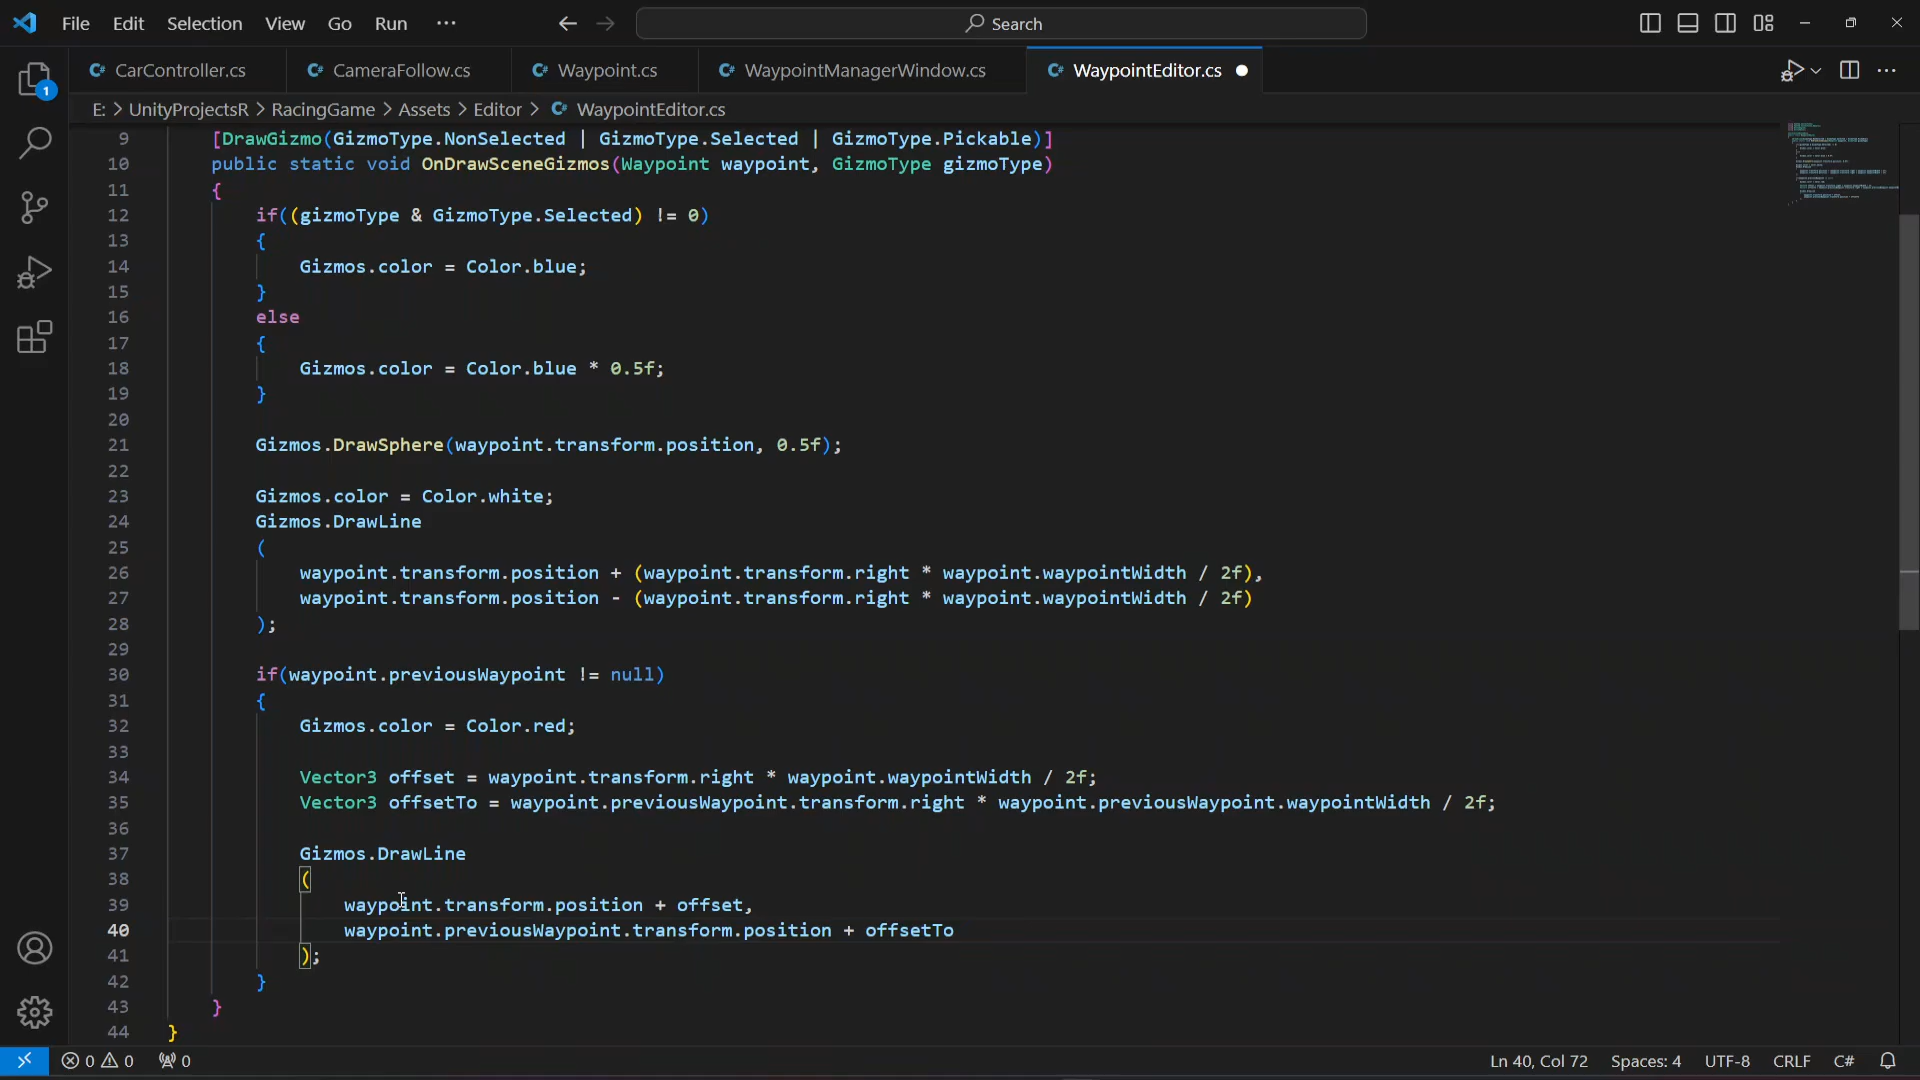 File Edit Selection View Go Run ··· Search
CarController.cs CameraFollow.cs Waypoint.cs WaypointManagerWindow.cs WaypointEditor.cs
E: > UnityProjectsR > RacingGame > Assets > Editor > WaypointEditor.cs
1
9 [DrawGizmo(GizmoType.NonSelected | GizmoType.Selected | GizmoType.Pickable)]
10 public static void OnDrawSceneGizmos(Waypoint waypoint, GizmoType gizmoType)
11 {
12 if((gizmoType & GizmoType.Selected) != 0)
13 {
14 Gizmos.color = Color.blue;
15 }
16 else
17 {
18 Gizmos.color = Color.blue * 0.5f;
19 }
20
21 Gizmos.DrawSphere(waypoint.transform.position, 0.5f);
22
23 Gizmos.color = Color.white;
24 Gizmos.DrawLine
25 (
26 waypoint.transform.position + (waypoint.transform.right * waypoint.waypointWidth / 2f),
27 waypoint.transform.position - (waypoint.transform.right * waypoint.waypointWidth / 2f)
28 );
29
30 if(waypoint.previousWaypoint != null)
31 {
32 Gizmos.color = Color.red;
33
34 Vector3 offset = waypoint.transform.right * waypoint.waypointWidth / 2f;
35 Vector3 offsetTo = waypoint.previousWaypoint.transform.right * waypoint.previousWaypoint.waypointWidth / 2f;
36
37 Gizmos.DrawLine
38 (
39 waypoint.transform.position + offset,
40 waypoint.previousWaypoint.transform.position + offsetTo
41 );
42 }
43 }
44 }
0 0 0 Ln 40, Col 72 Spaces: 4 UTF-8 CRLF C#